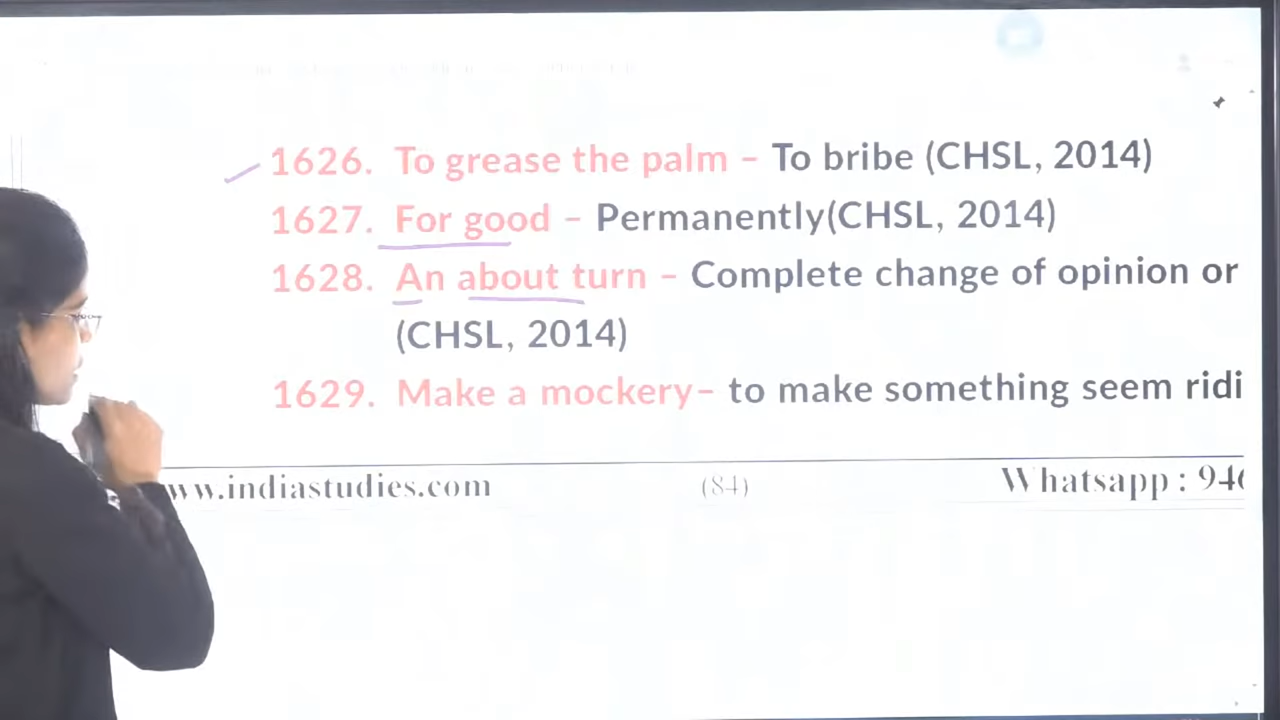 1626. To grease the palm – To bribe (CHSL, 2014)
1627. For good – Permanently(CHSL, 2014)
1628. An about turn – Complete change of opinion or
(CHSL, 2014)
1629. Make a mockery– to make something seem ridi
ww.indiastudies.com (84) Whatsapp : 946